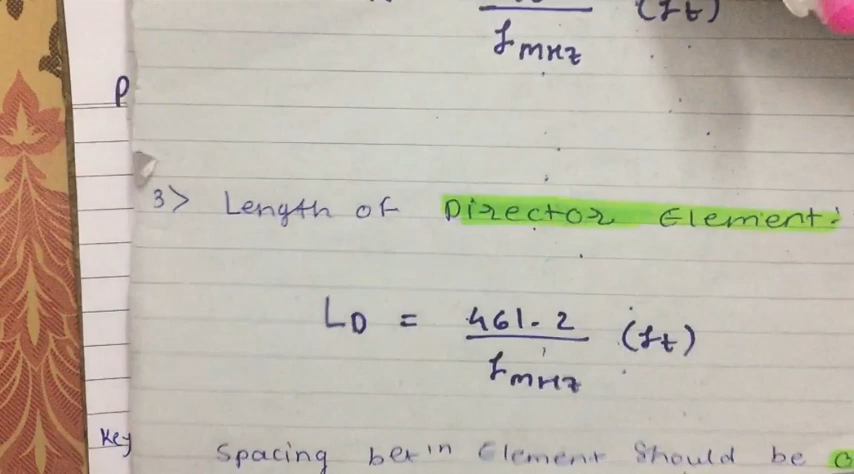 (ft)
fMHz
P
3> Length of Director Element:
LD = 461.2 (ft)
fMHz
Key
Spacing betⁿ Element should be